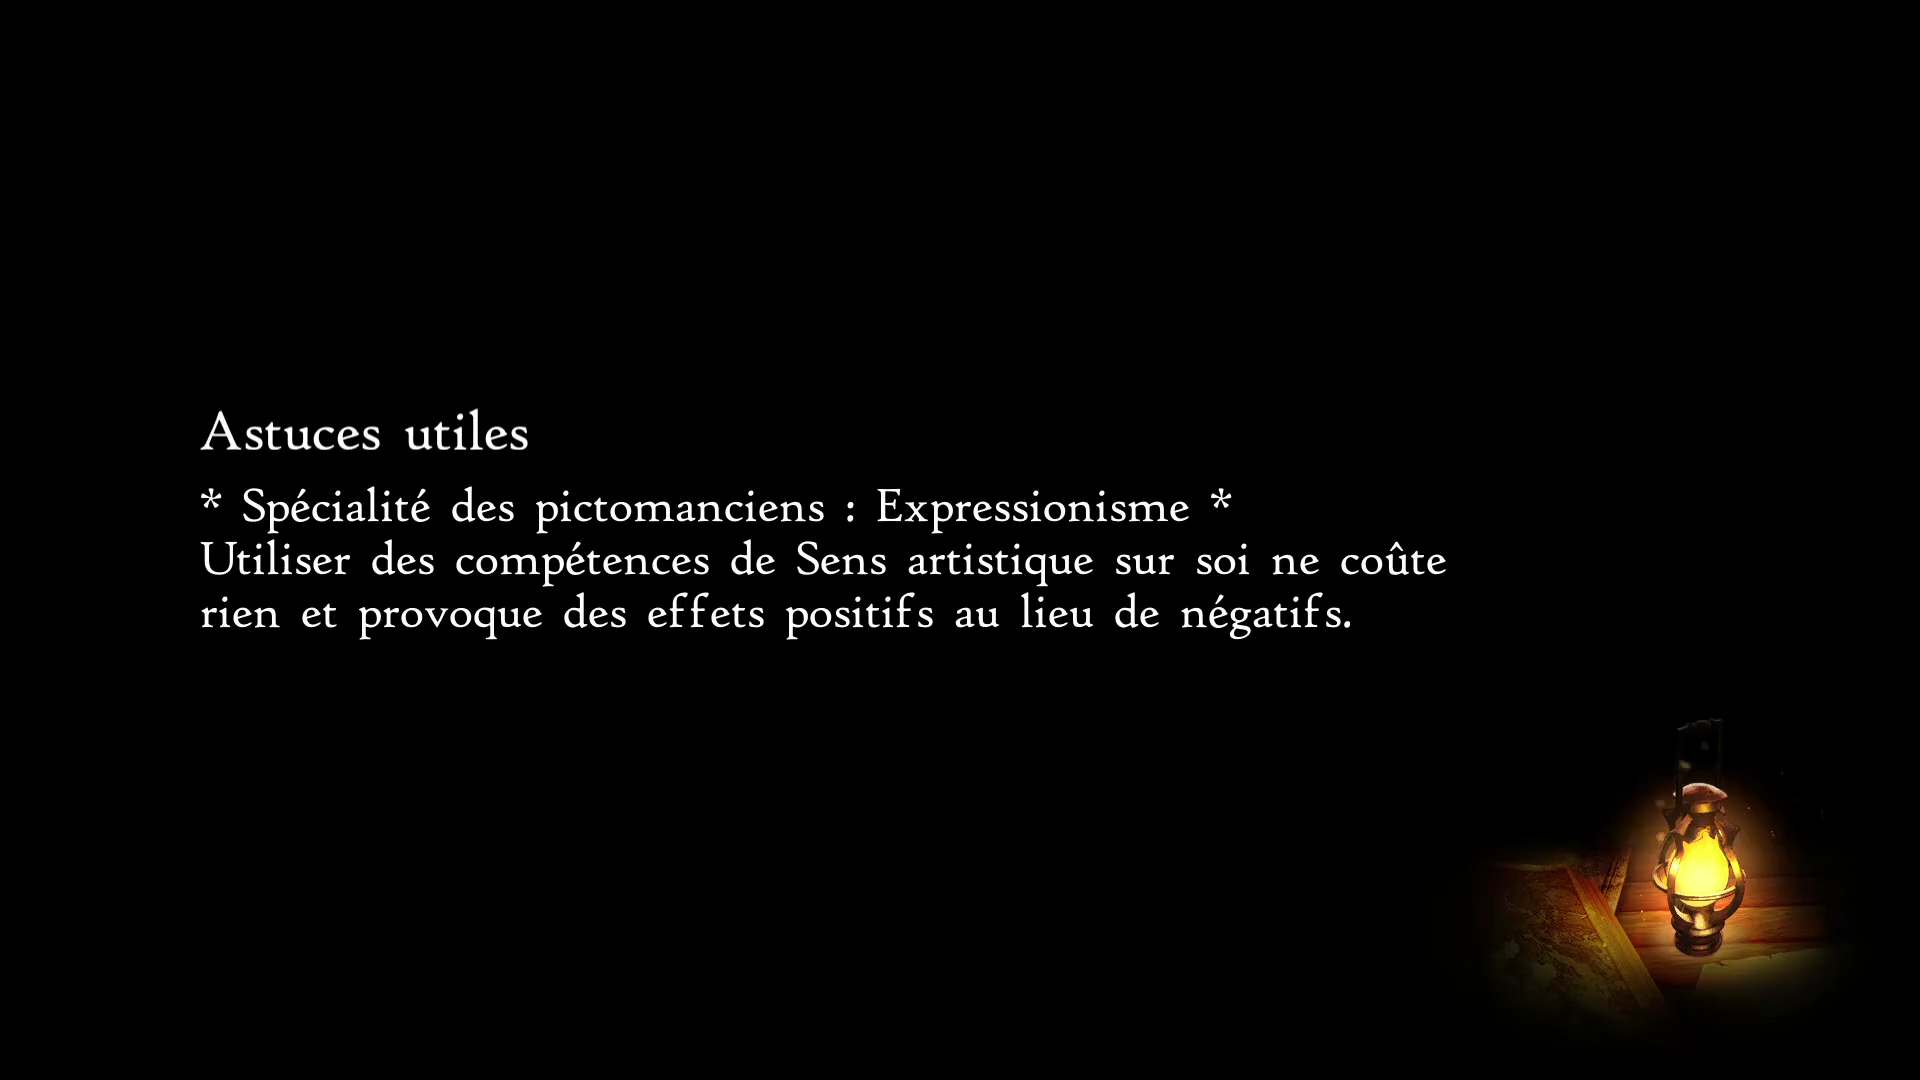 Astuces utiles
* Spécialité des pictomanciens : Expressionisme *
Utiliser des compétences de Sens artistique sur soi ne coûte
rien et provoque des effets positifs au lieu de négatifs.